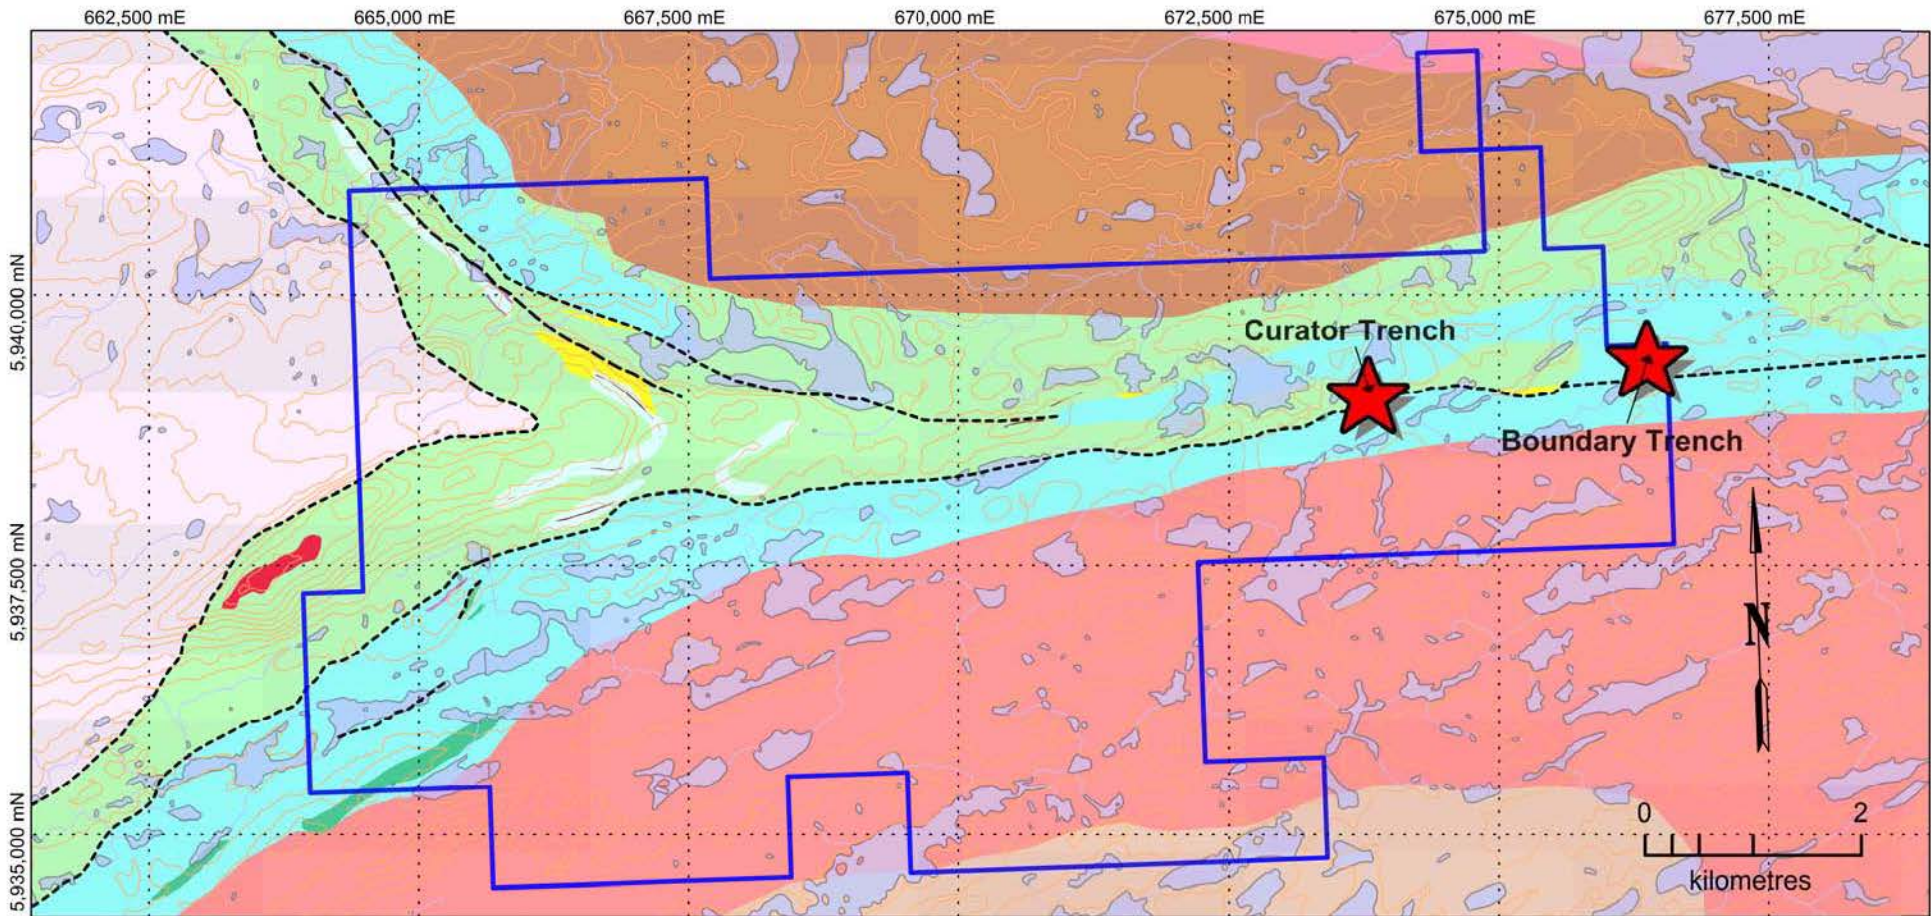 662,500 mE
665,000 mE
667,500 mE
670,000 mE
672,500 mE
675,000 mE
677,500 mE
5,940,000 mN
Curator Trench
Boundary Trench
5,937,500 mN
N
5,935,000 mN
0 2
kilometres